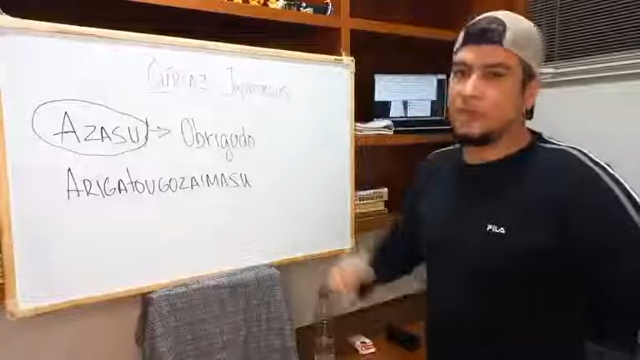 Gírias Japonesas
AZASU → Obrigado
ARIGATOUGOZAIMASU
FILA